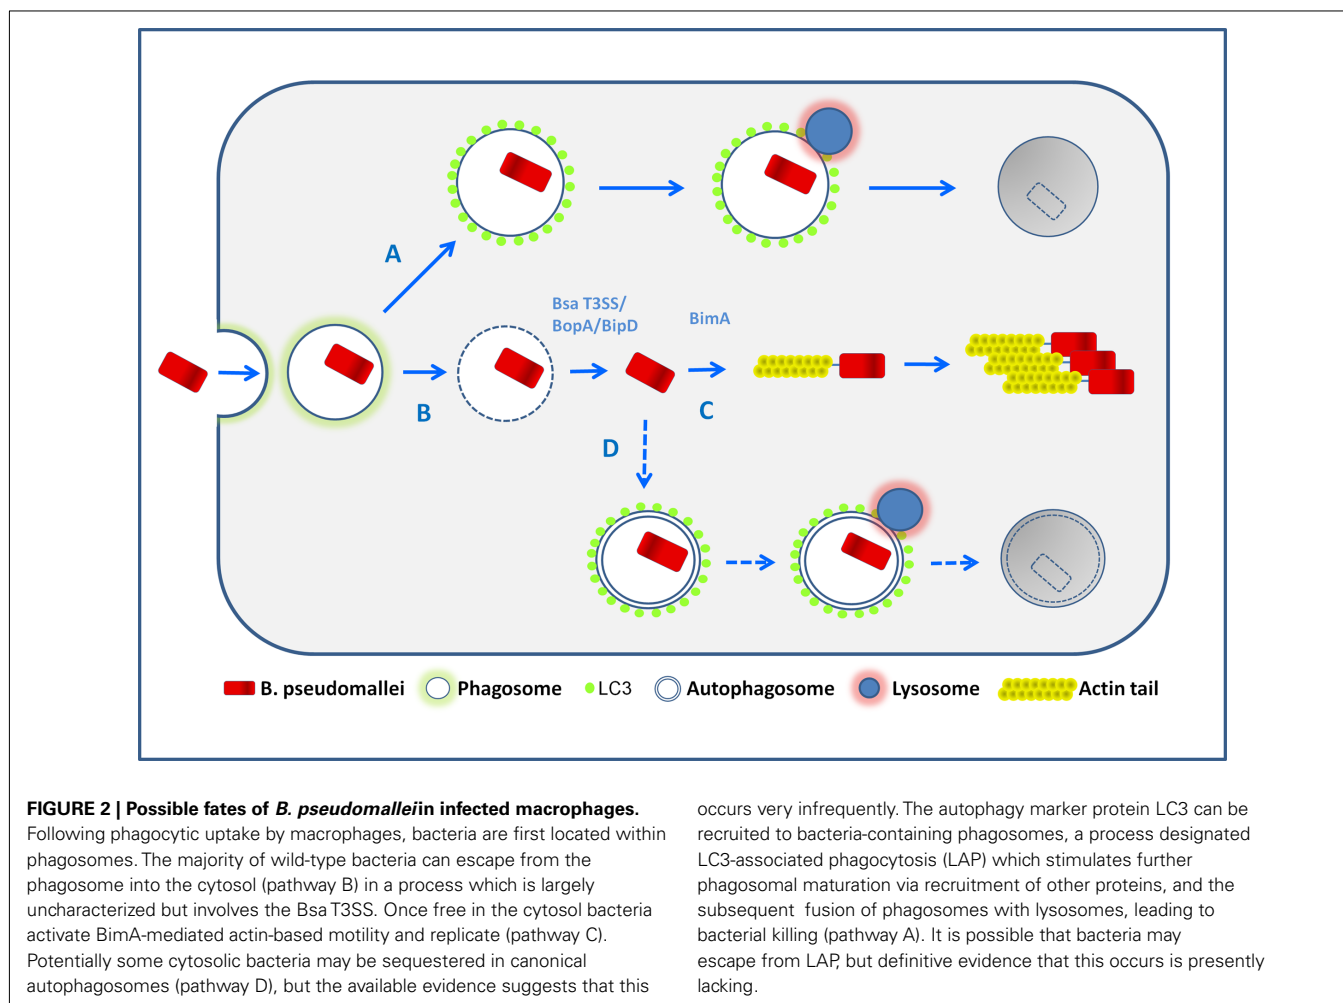 A
Bsa T3SS/
BopA/BipD
BimA
B
C
D
B. pseudomallei
Phagosome
LC3
Autophagosome
Lysosome
Actin tail
FIGURE 2 | Possible fates of B. pseudomallei in infected macrophages.
Following phagocytic uptake by macrophages, bacteria are first located within
phagosomes. The majority of wild-type bacteria can escape from the
phagosome into the cytosol (pathway B) in a process which is largely
uncharacterized but involves the Bsa T3SS. Once free in the cytosol bacteria
activate BimA-mediated actin-based motility and replicate (pathway C).
Potentially some cytosolic bacteria may be sequestered in canonical
autophagosomes (pathway D), but the available evidence suggests that this
occurs very infrequently. The autophagy marker protein LC3 can be
recruited to bacteria-containing phagosomes, a process designated
LC3-associated phagocytosis (LAP) which stimulates further
phagosomal maturation via recruitment of other proteins, and the
subsequent fusion of phagosomes with lysosomes, leading to
bacterial killing (pathway A). It is possible that bacteria may
escape from LAP, but definitive evidence that this occurs is presently
lacking.